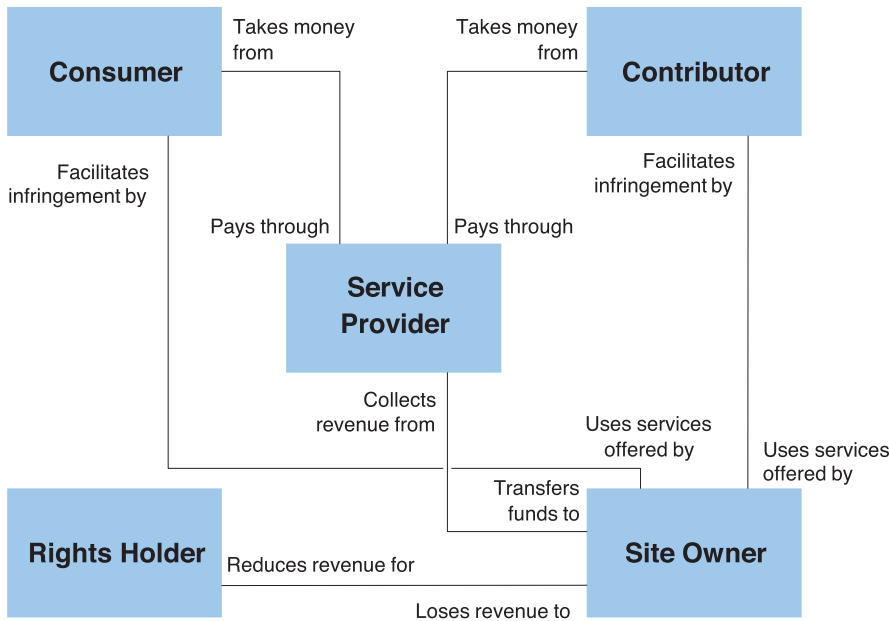 Takes money
from
Takes money
from
Consumer
Contributor
Facilitates
infringement by
Facilitates
infringement by
Pays through
Pays through
Service
Provider
Collects
revenue from
Uses services
offered by
Uses services
offered by
Transfers
funds to
Rights Holder
Site Owner
Reduces revenue for
Loses revenue to